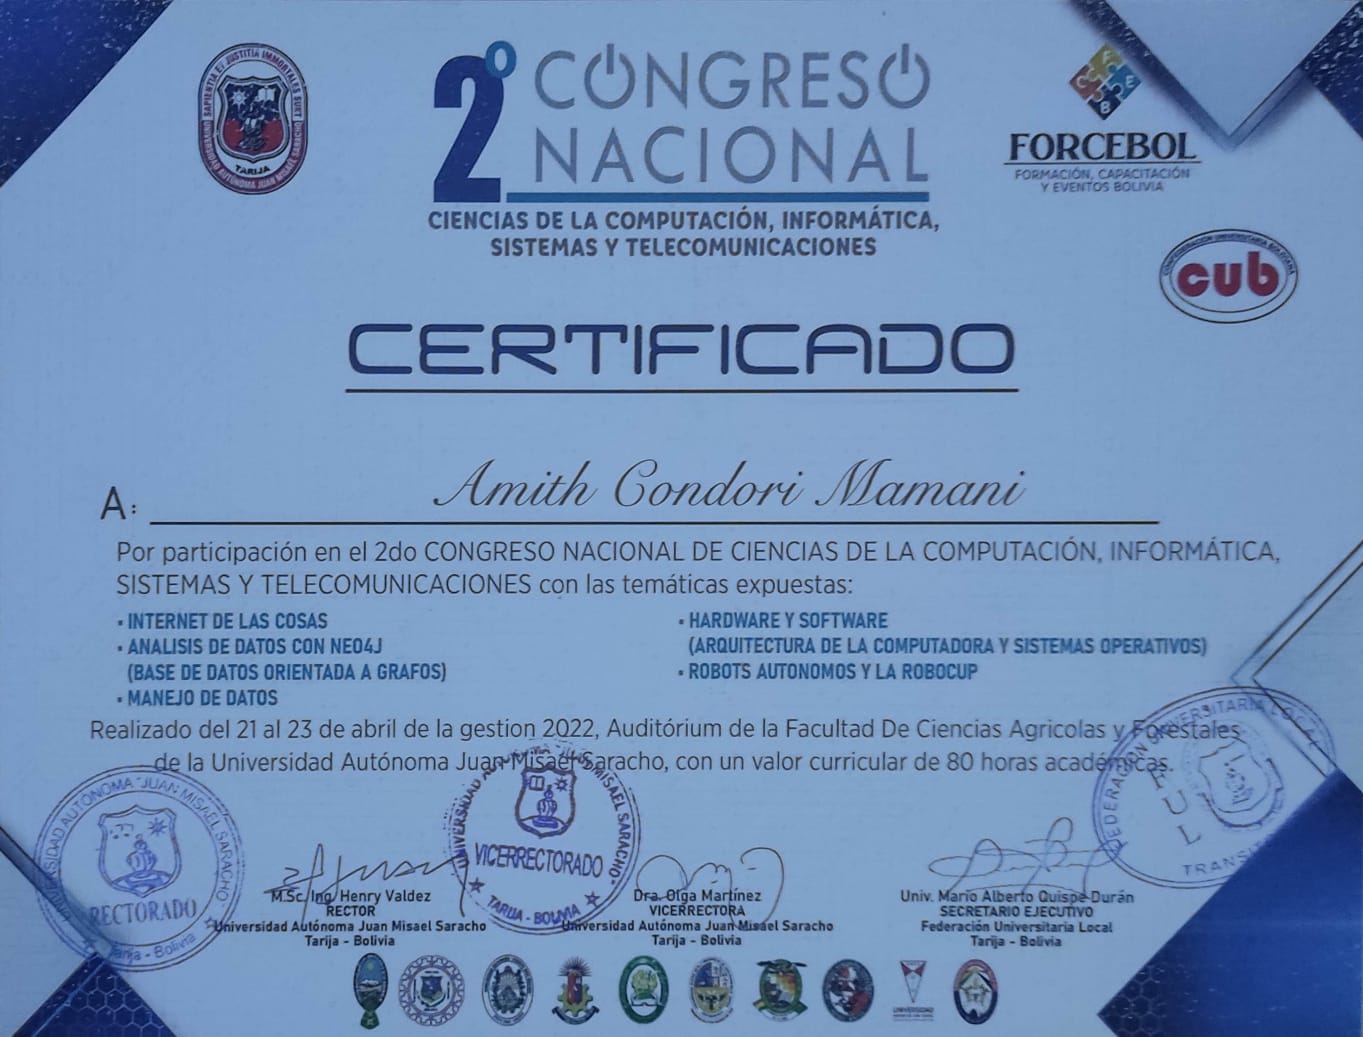 SAPIENTIA ET JUSTITIA IMMORTALES SUNT
UNIVERSIDAD AUTÓNOMA JUAN MISAEL SARACHO
TARIJA
2º CONGRESO
NACIONAL
CIENCIAS DE LA COMPUTACIÓN, INFORMÁTICA,
SISTEMAS Y TELECOMUNICACIONES
FORCEBOL
FORMACIÓN, CAPACITACIÓN
Y EVENTOS BOLIVIA
CONFEDERACIÓN UNIVERSITARIA BOLIVIANA
cub
CERTIFICADO
A: Amith Condori Mamani
Por participación en el 2do CONGRESO NACIONAL DE CIENCIAS DE LA COMPUTACIÓN, INFORMÁTICA,
SISTEMAS Y TELECOMUNICACIONES con las temáticas expuestas:
• INTERNET DE LAS COSAS
• ANALISIS DE DATOS CON NEO4J
(BASE DE DATOS ORIENTADA A GRAFOS)
• MANEJO DE DATOS
• HARDWARE Y SOFTWARE
(ARQUITECTURA DE LA COMPUTADORA Y SISTEMAS OPERATIVOS)
• ROBOTS AUTONOMOS Y LA ROBOCUP
Realizado del 21 al 23 de abril de la gestion 2022, Auditórium de la Facultad De Ciencias Agricolas y Forestales
de la Universidad Autónoma Juan Misael Saracho, con un valor curricular de 80 horas académicas.
UNIVERSIDAD AUTONOMA "JUAN MISAEL SARACHO"
RECTORADO
Tarija - Bolivia
UNIVERSIDAD AUTONOMA "JUAN MISAEL SARACHO"
VICERRECTORADO
TARIJA - BOLIVIA
FEDERACIÓN UNIVERSITARIA LOCAL
FUL
M.Sc. Ing. Henry Valdez
RECTOR
Universidad Autónoma Juan Misael Saracho
Tarija - Bolivia
Dra. Olga Martínez
VICERRECTORA
Universidad Autónoma Juan Misael Saracho
Tarija - Bolivia
Univ. Mario Alberto Quispe Durán
SECRETARIO EJECUTIVO
Federación Universitaria Local
Tarija - Bolivia
UNIVERSIDAD